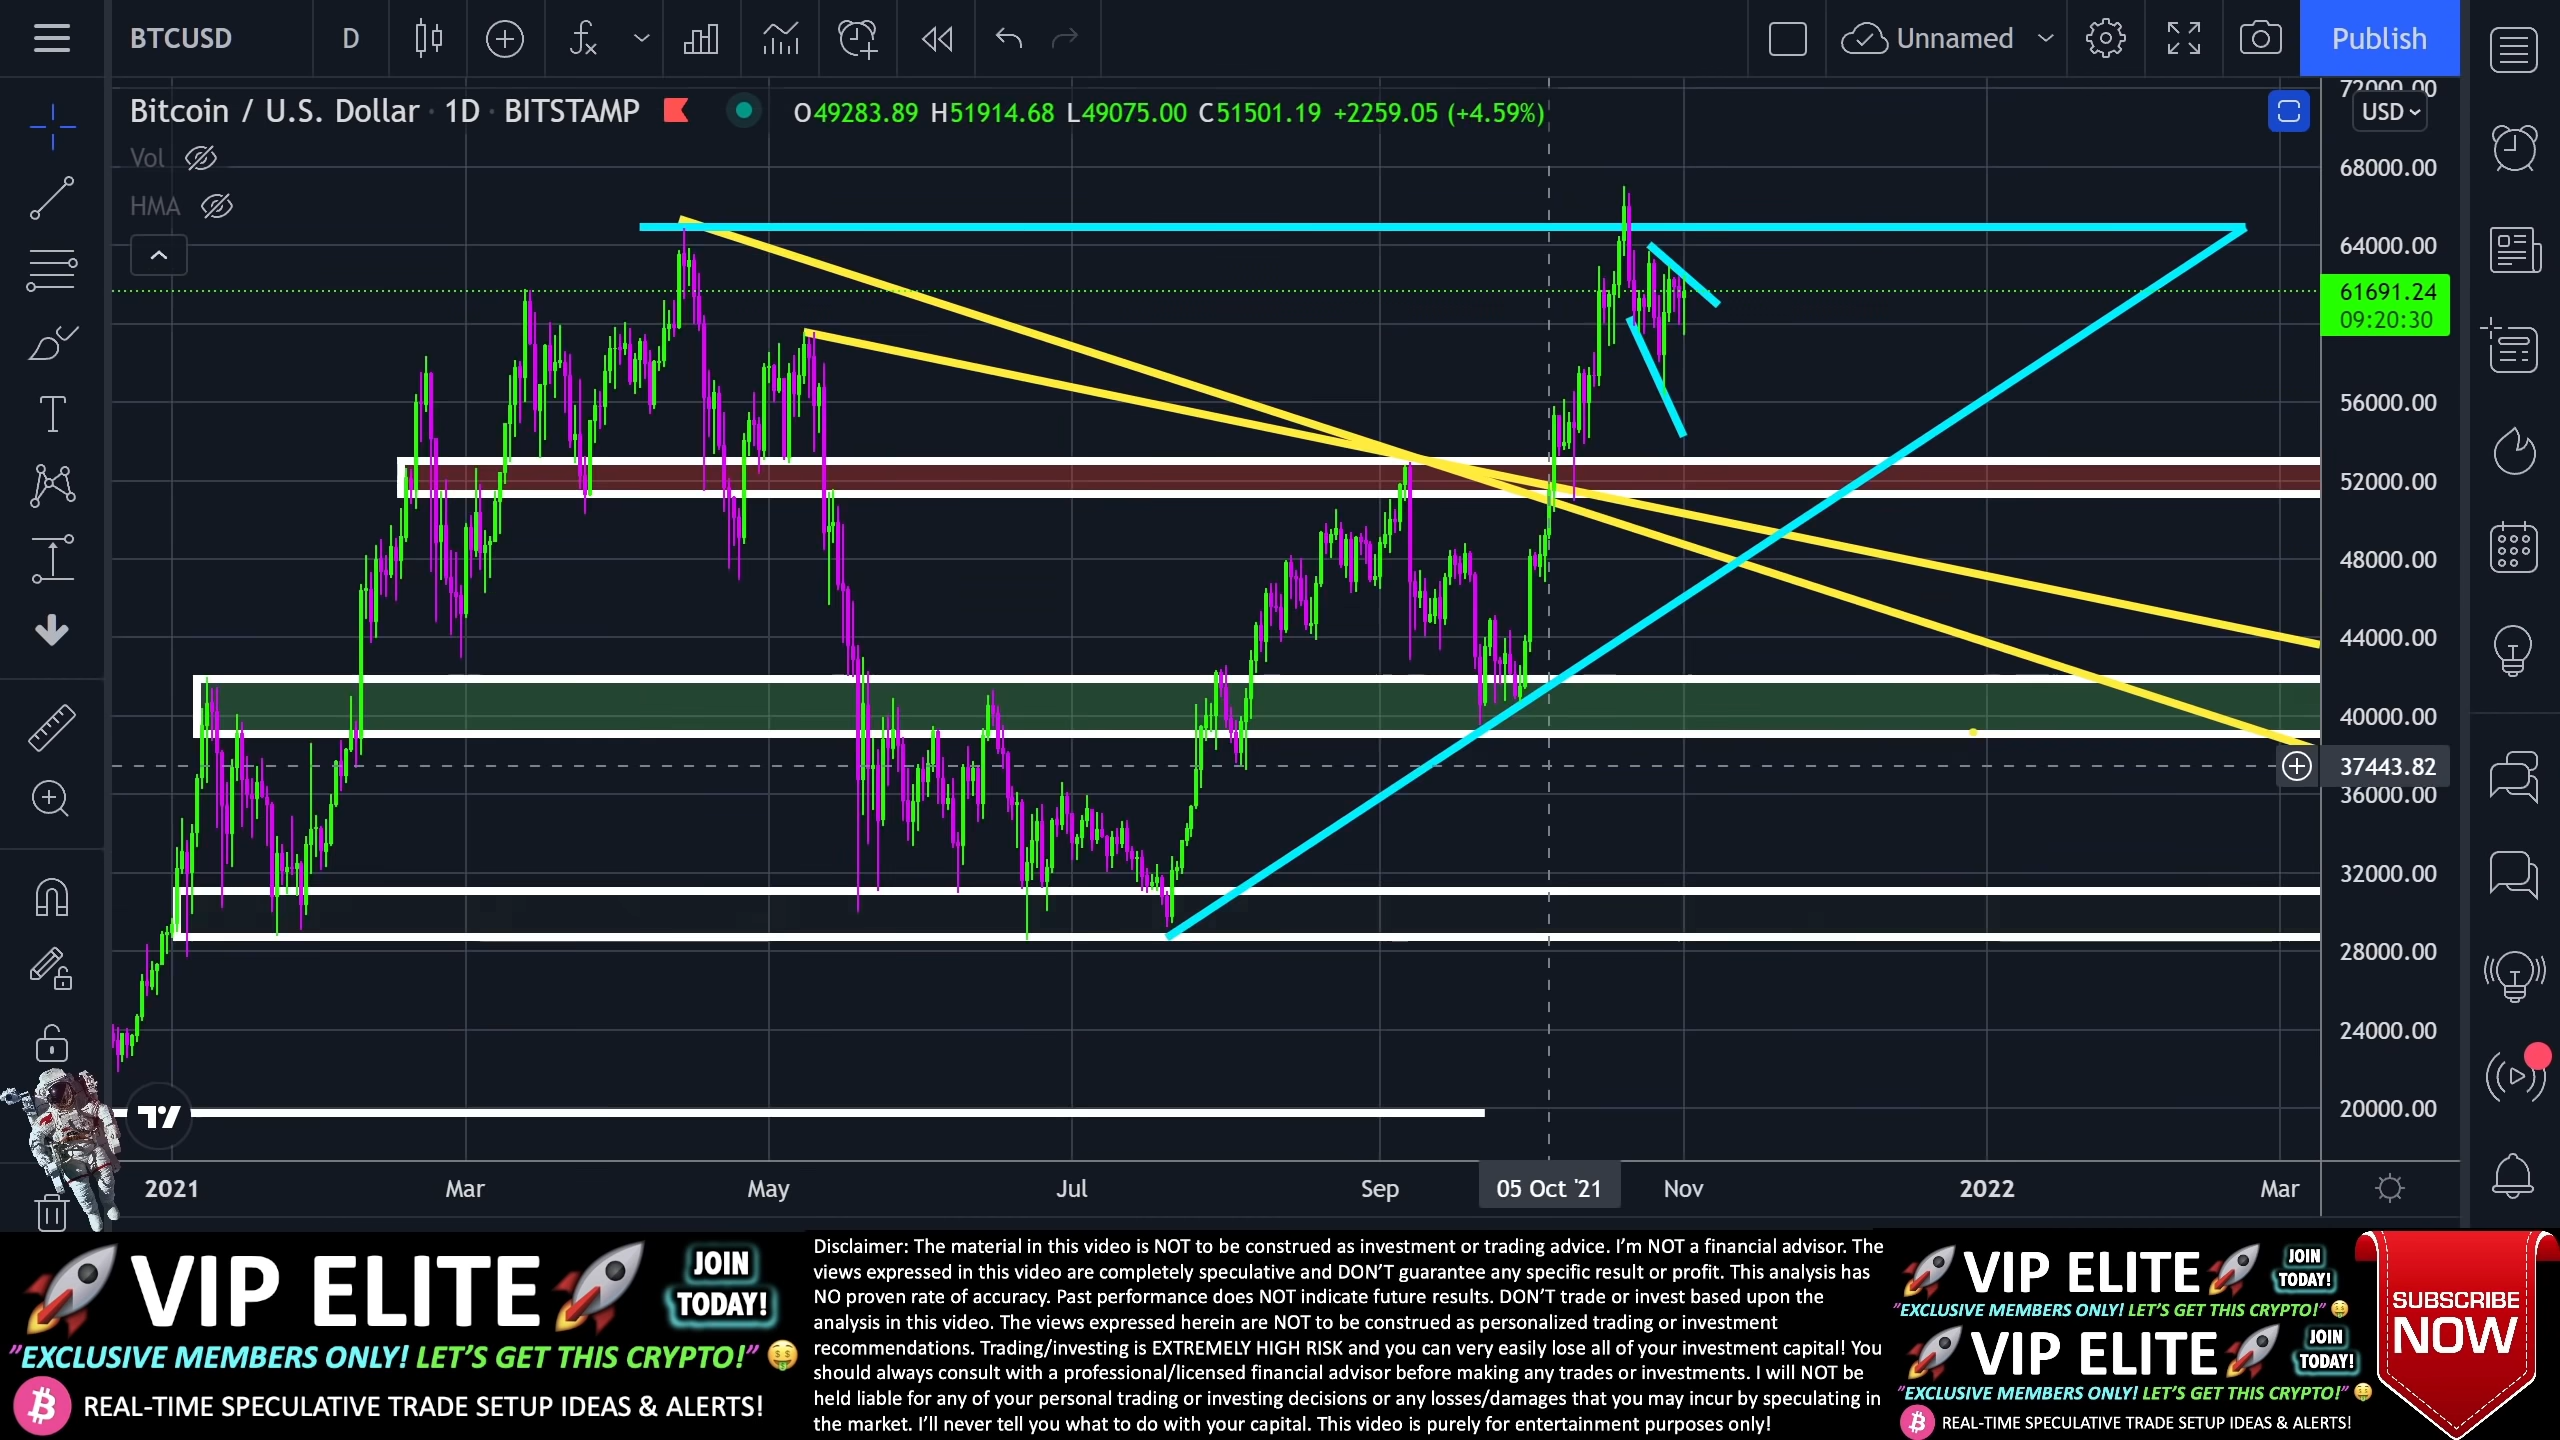 BTCUSD D Unnamed Publish
Bitcoin / U.S. Dollar · 1D · BITSTAMP O49283.89 H51914.68 L49075.00 C51501.19 +2259.05 (+4.59%)
Vol
HMA
USD
72000.00
68000.00
64000.00
61691.24
09:20:30
56000.00
52000.00
48000.00
44000.00
40000.00
37443.82
36000.00
32000.00
28000.00
24000.00
20000.00
2021 Mar May Jul Sep 05 Oct '21 Nov 2022 Mar
🚀VIP ELITE🚀 JOIN TODAY!
"EXCLUSIVE MEMBERS ONLY! LET'S GET THIS CRYPTO!" 🤑
REAL-TIME SPECULATIVE TRADE SETUP IDEAS & ALERTS!
Disclaimer: The material in this video is NOT to be construed as investment or trading advice. I'm NOT a financial advisor. The
views expressed in this video are completely speculative and DON'T guarantee any specific result or profit. This analysis has
NO proven rate of accuracy. Past performance does NOT indicate future results. DON'T trade or invest based upon the
analysis in this video. The views expressed herein are NOT to be construed as personalized trading or investment
recommendations. Trading/investing is EXTREMELY HIGH RISK and you can very easily lose all of your investment capital! You
should always consult with a professional/licensed financial advisor before making any trades or investments. I will NOT be
held liable for any of your personal trading or investing decisions or any losses/damages that you may incur by speculating in
the market. I'll never tell you what to do with your capital. This video is purely for entertainment purposes only!
🚀VIP ELITE🚀 JOIN TODAY!
"EXCLUSIVE MEMBERS ONLY! LET'S GET THIS CRYPTO!" 🤑
🚀VIP ELITE🚀 JOIN TODAY!
"EXCLUSIVE MEMBERS ONLY! LET'S GET THIS CRYPTO!" 🤑
REAL-TIME SPECULATIVE TRADE SETUP IDEAS & ALERTS!
SUBSCRIBE
NOW